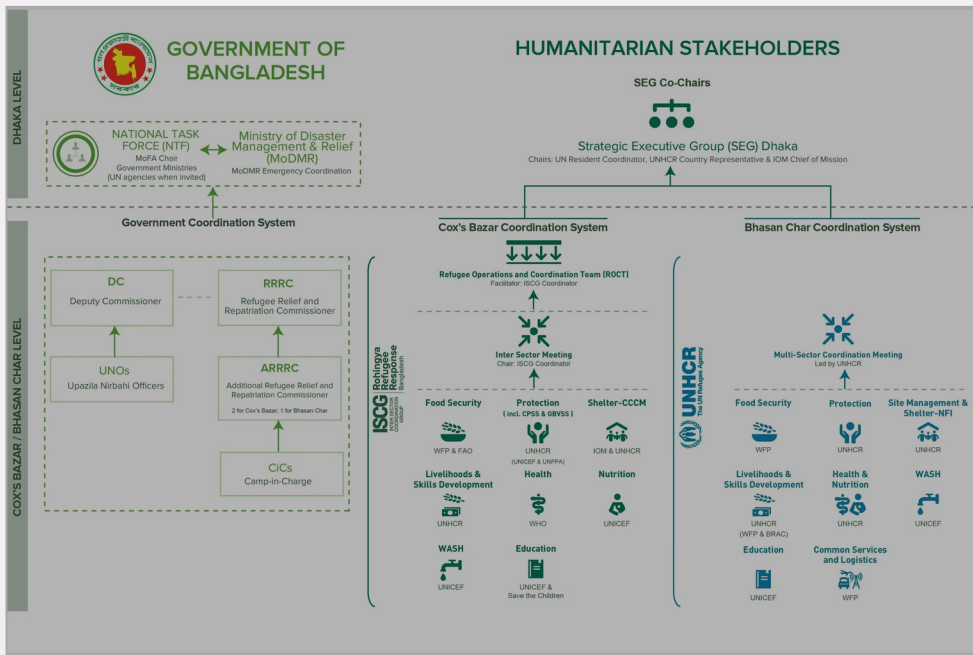 DHAKA LEVEL
GOVERNMENT OF
BANGLADESH
NATIONAL TASK
FORCE (NTF)
MoFA Chair
Government Ministries
(UN agencies when invited)
Ministry of Disaster
Management & Relief
(MoDMR)
MoDMR Emergency Coordination
HUMANITARIAN STAKEHOLDERS
SEG Co-Chairs
Strategic Executive Group (SEG) Dhaka
Chairs: UN Resident Coordinator, UNHCR Country Representative & IOM Chief of Mission
COX'S BAZAR / BHASAN CHAR LEVEL
Government Coordination System
DC
Deputy Commissioner
RRRC
Refugee Relief and
Repatriation Commissioner
UNOs
Upazila Nirbahi Officers
ARRRC
Additional Refugee Relief and
Repatriation Commissioner
2 for Cox's Bazar; 1 for Bhasan Char
CiCs
Camp-in-Charge
Cox's Bazar Coordination System
Refugee Operations and Coordination Team (ROCT)
Facilitator: ISCG Coordinator
Inter Sector Meeting
Chair: ISCG Coordinator
ISCG
INTER SECTOR
COORDINATION
GROUP
Rohingya
Refugee
Response
Bangladesh
Food Security
WFP & FAO
Protection
( incl. CPSS & GBVSS )
UNHCR
(UNICEF & UNFPA)
Shelter-CCCM
IOM & UNHCR
Livelihoods &
Skills Development
UNHCR
Health
WHO
Nutrition
UNICEF
WASH
UNICEF
Education
UNICEF &
Save the Children
Bhasan Char Coordination System
Multi-Sector Coordination Meeting
Led by UNHCR
UNHCR
The UN Refugee Agency
Food Security
WFP
Protection
UNHCR
Site Management &
Shelter-NFI
UNHCR
Livelihoods &
Skills Development
UNHCR
(WFP & BRAC)
Health &
Nutrition
UNHCR
WASH
UNICEF
Education
UNICEF
Common Services
and Logistics
WFP